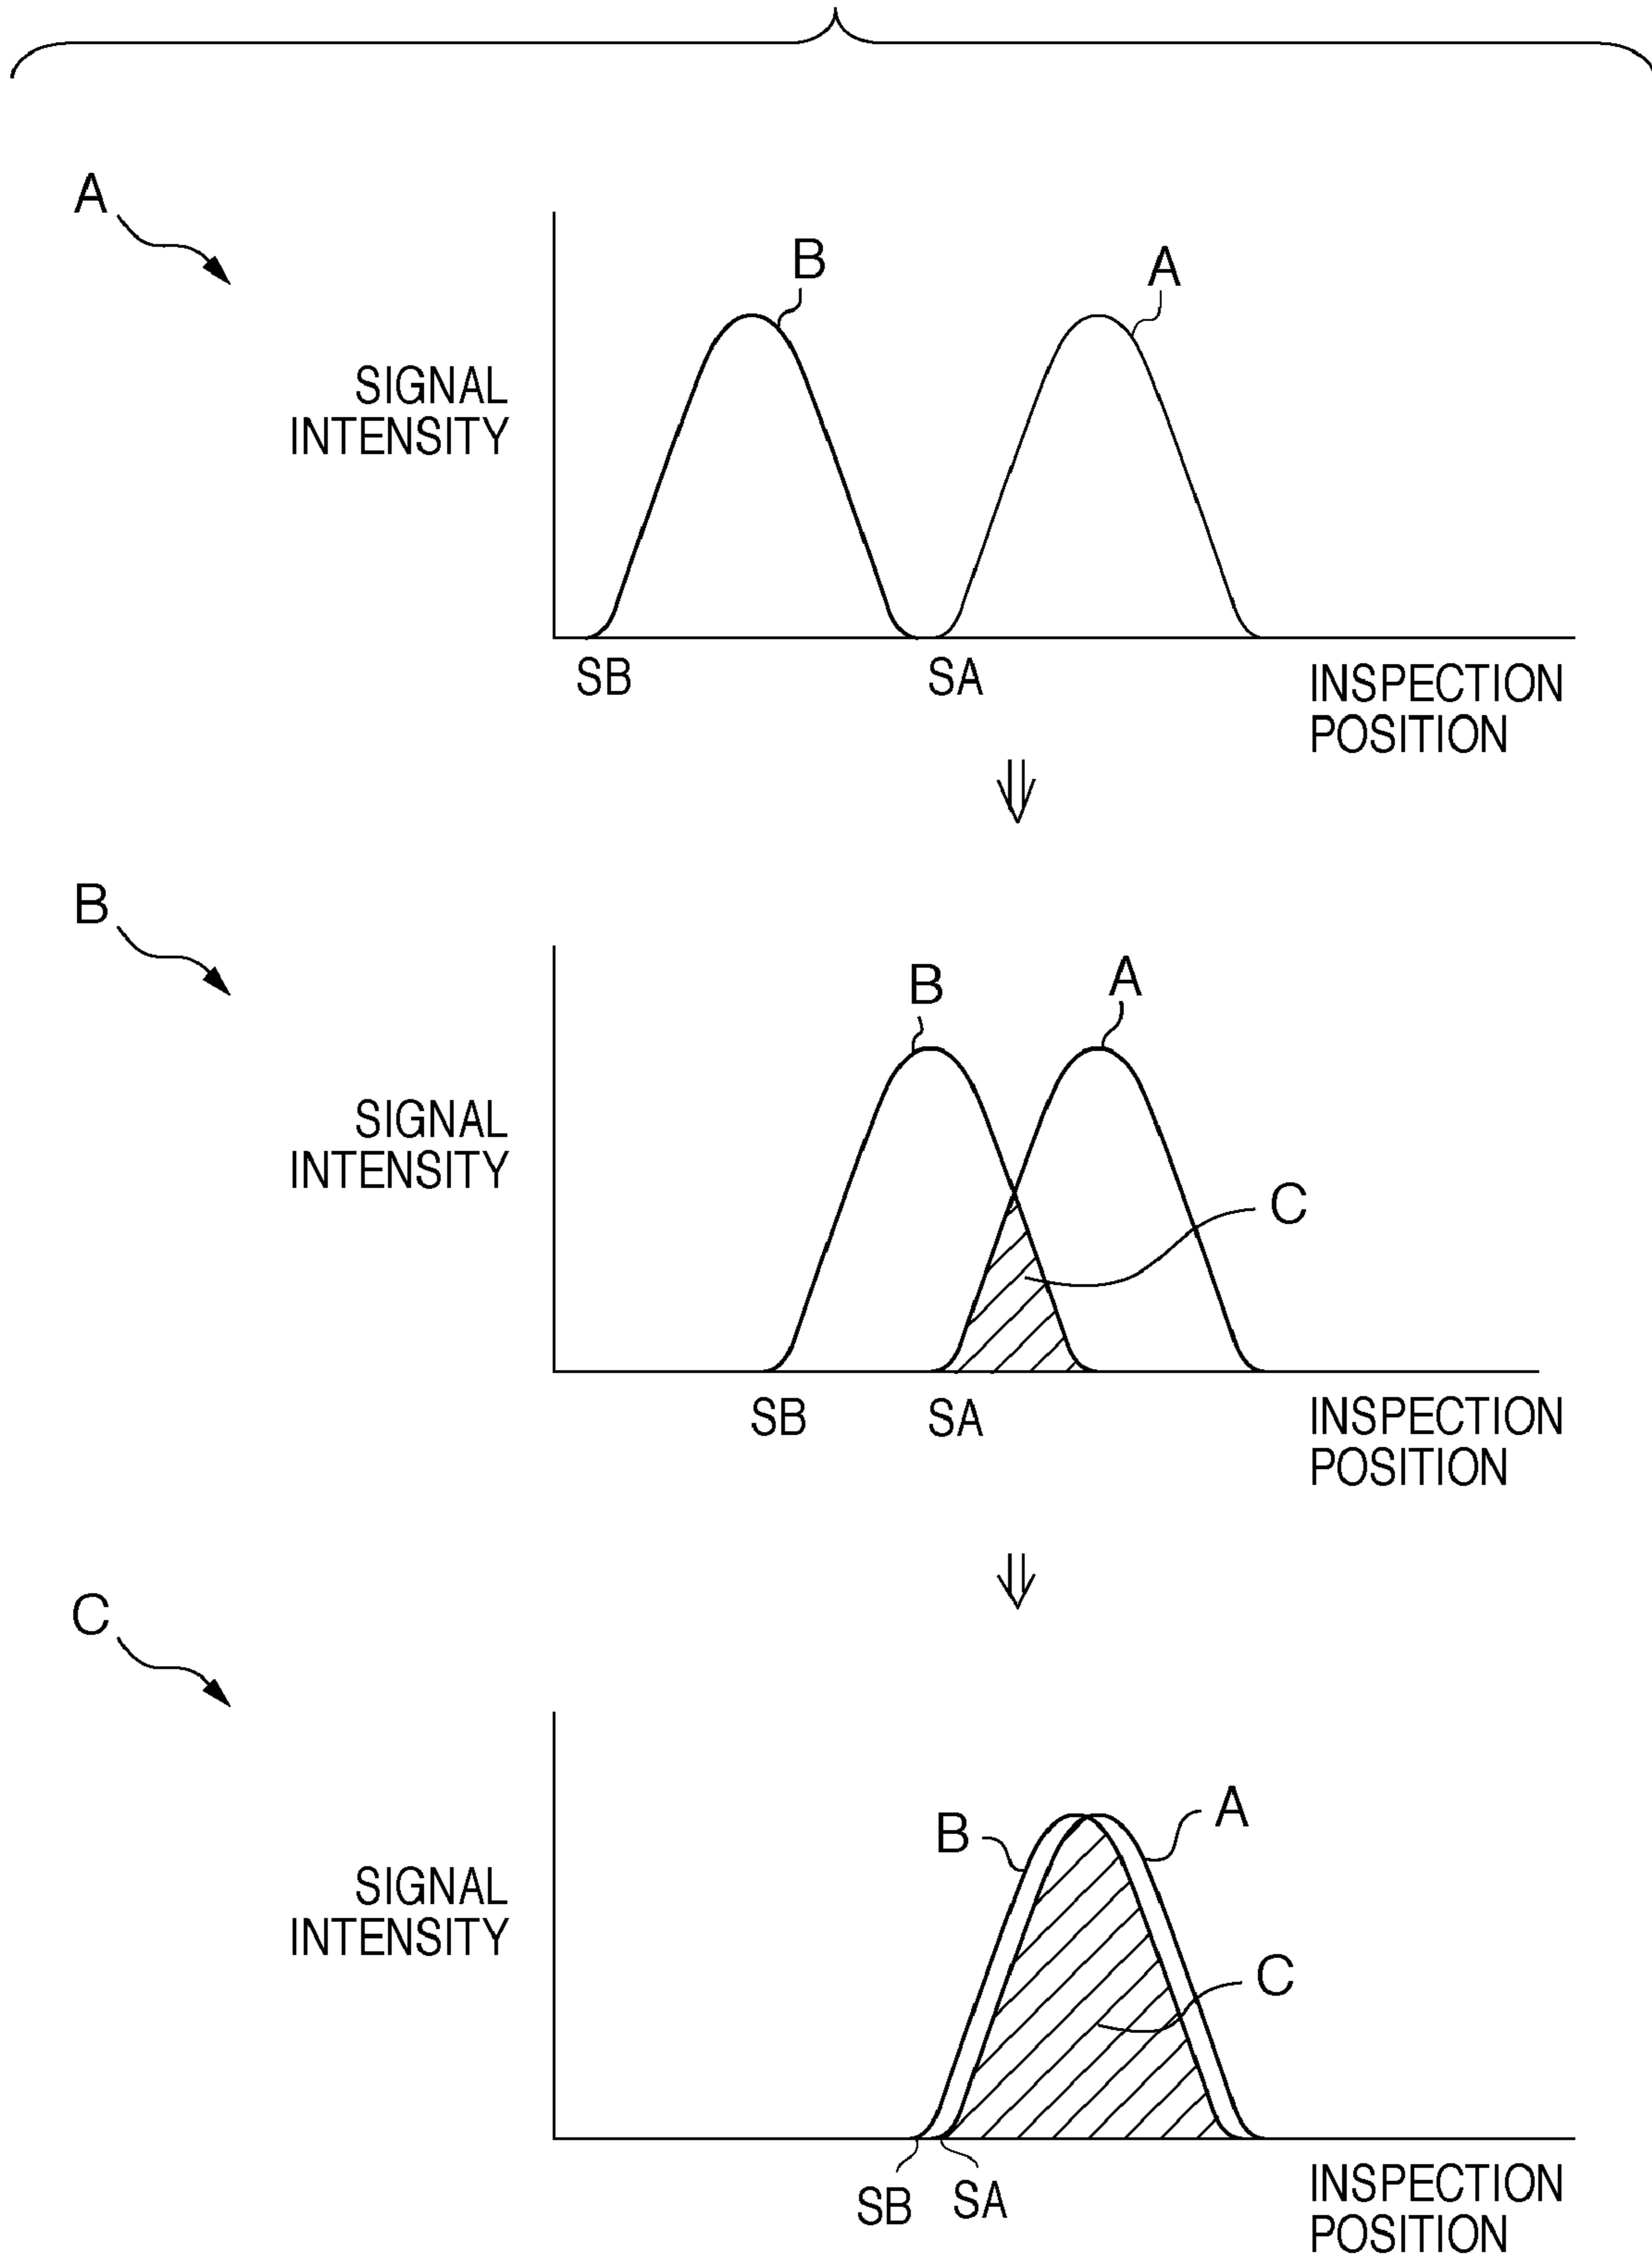 A
B
A
SIGNAL
INTENSITY
SB
SA
INSPECTION
POSITION
B
B
A
C
SIGNAL
INTENSITY
SB
SA
INSPECTION
POSITION
C
B
A
C
SIGNAL
INTENSITY
SB
SA
INSPECTION
POSITION